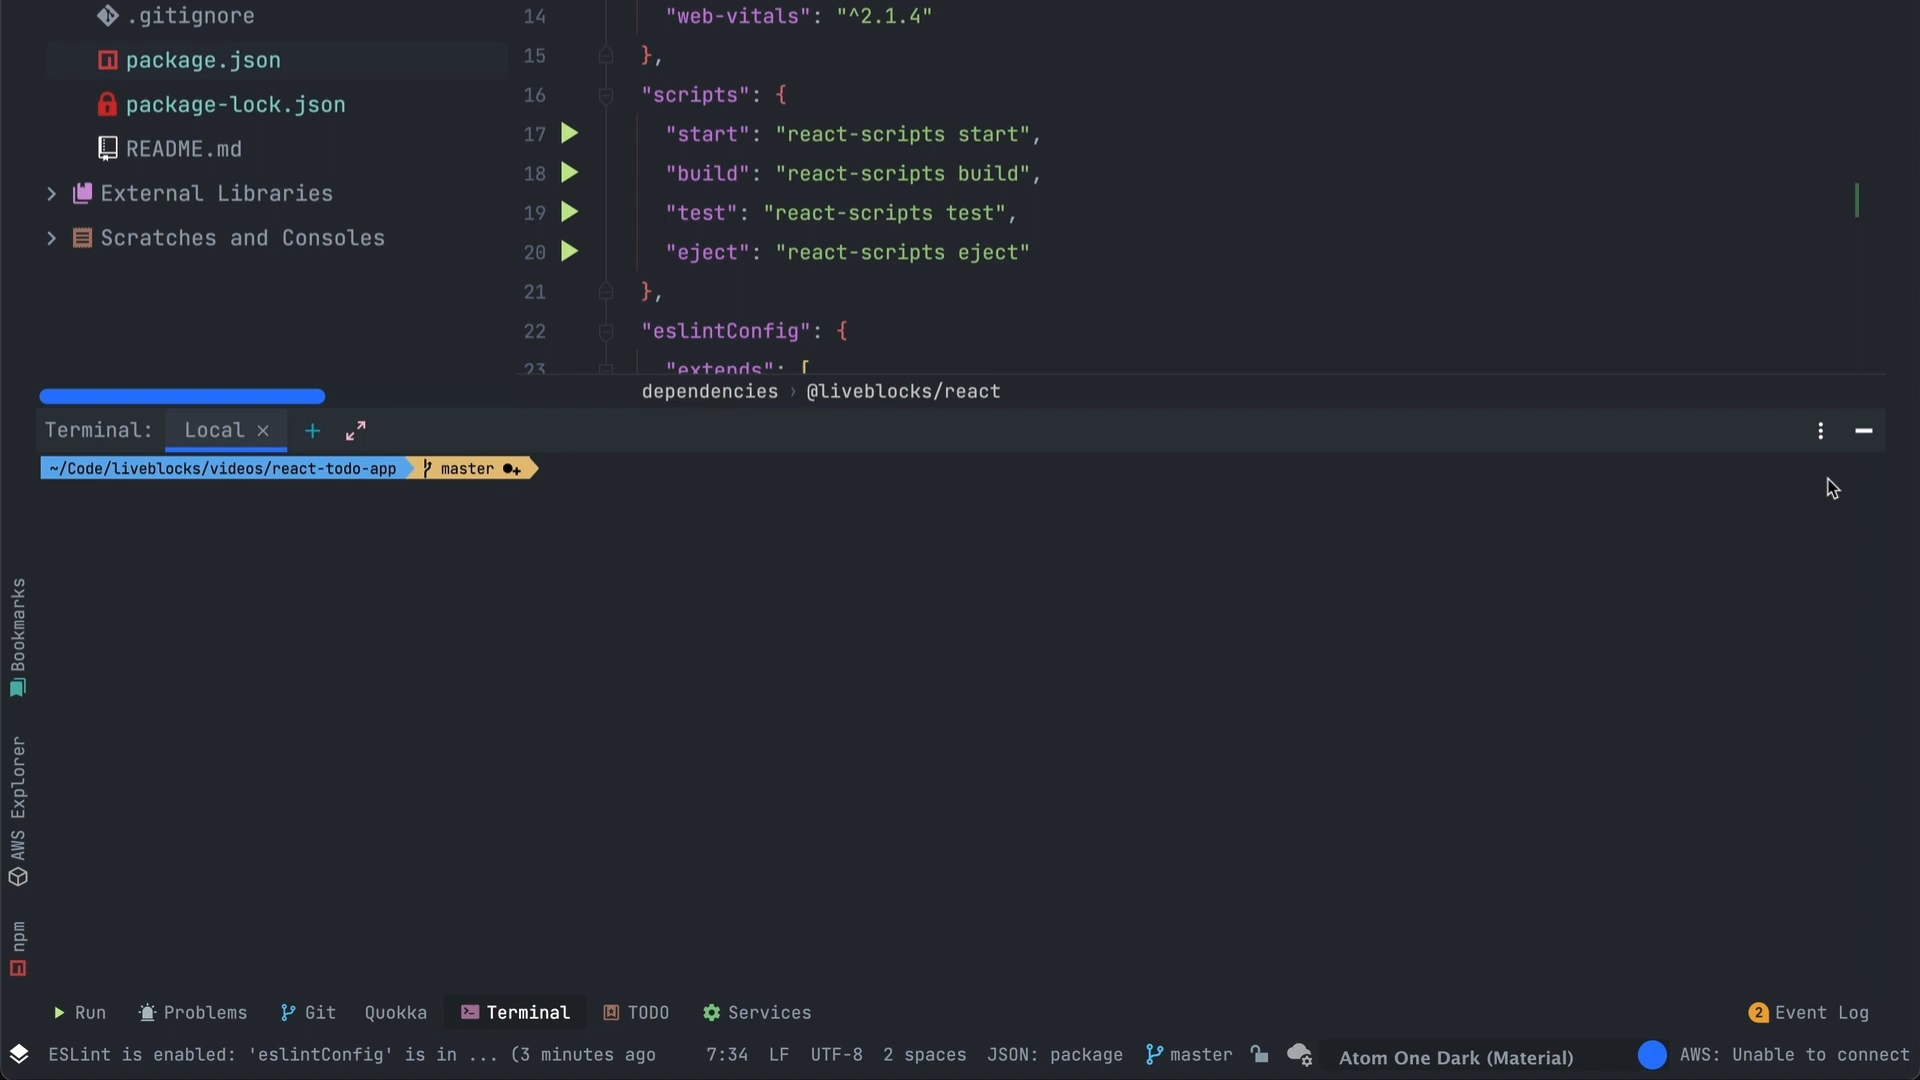 .gitignore
package.json
package-lock.json
README.md
External Libraries
Scratches and Consoles
14 "web-vitals": "^2.1.4"
15 },
16 "scripts": {
17 "start": "react-scripts start",
18 "build": "react-scripts build",
19 "test": "react-scripts test",
20 "eject": "react-scripts eject"
21 },
22 "eslintConfig": {
23 "extends": [
dependencies › @liveblocks/react
Terminal: Local × +
~/Code/liveblocks/videos/react-todo-app master ●+
Bookmarks
AWS Explorer
npm
Run Problems Git Quokka Terminal TODO Services 2 Event Log
ESLint is enabled: 'eslintConfig' is in ... (3 minutes ago 7:34 LF UTF-8 2 spaces JSON: package master Atom One Dark (Material) AWS: Unable to connect